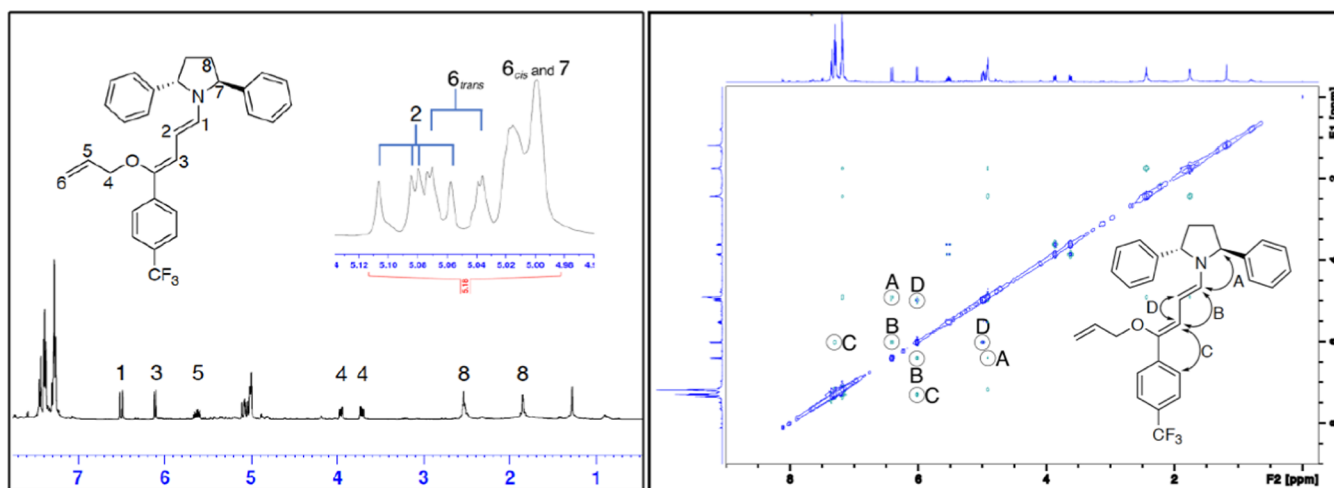 8
7
N
1
2
3
5
O
4
6
CF3
6trans
6cis and 7
2
5.12 5.10 5.08 5.06 5.04 5.02 5.00 4.98
5.16
1 3 5 4 4 8 8
7 6 5 4 3 2 1
A D
B D
C A
B
C
N
A
D
B
O
C
CF3
8 6 4 2 F2 [ppm]
F1 [ppm]